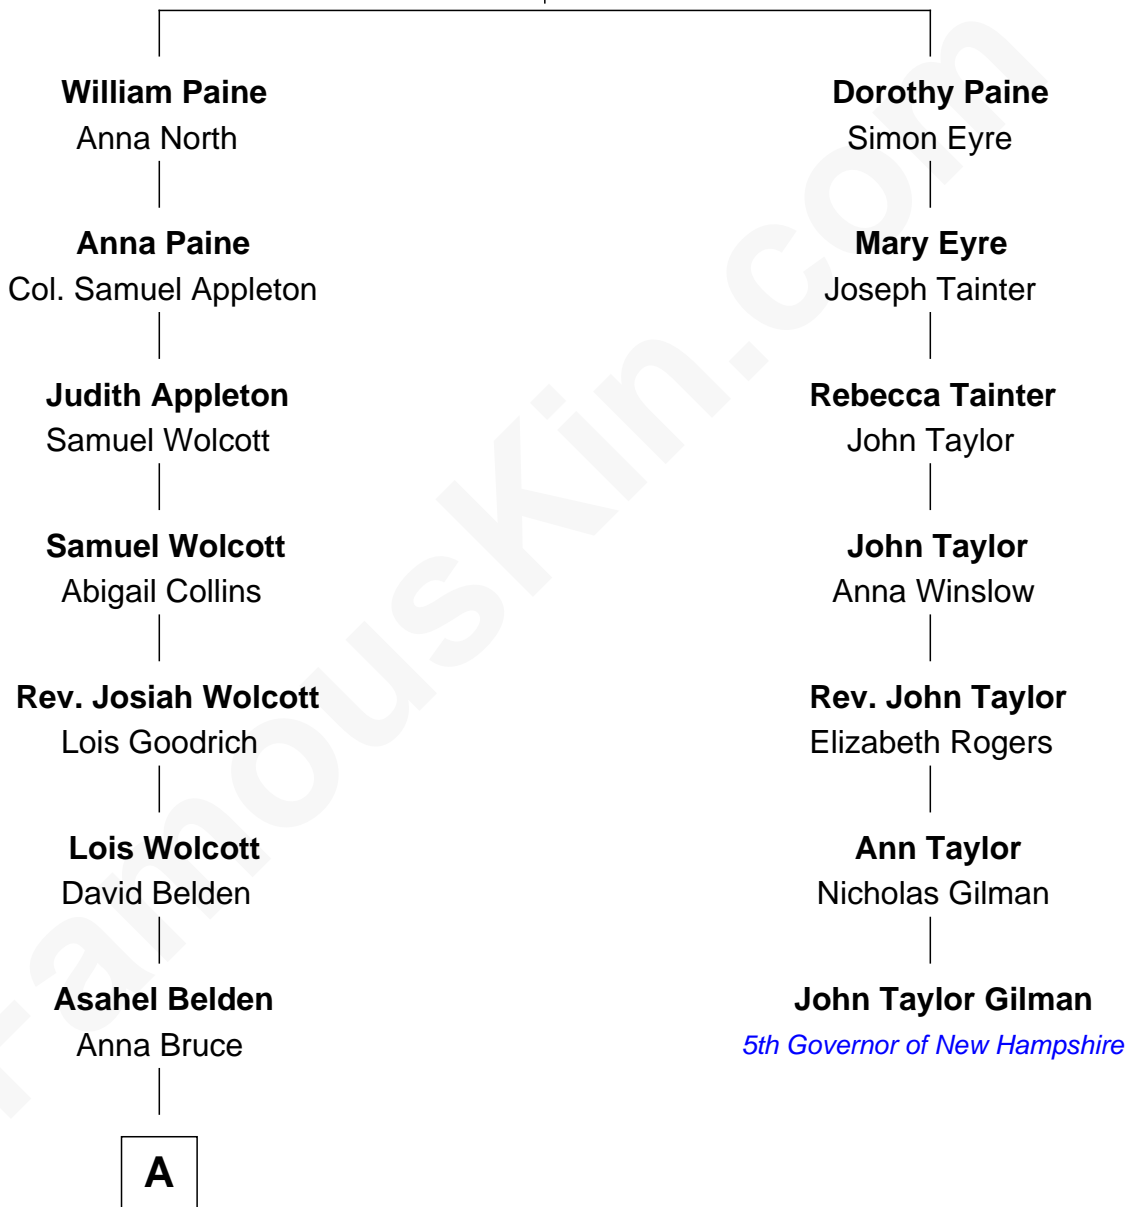 William Paine
Anna North
Anna Paine
Col. Samuel Appleton
Judith Appleton
Samuel Wolcott
Samuel Wolcott
Abigail Collins
Rev. Josiah Wolcott
Lois Goodrich
Lois Wolcott
David Belden
Asahel Belden
Anna Bruce
A
Dorothy Paine
Simon Eyre
Mary Eyre
Joseph Tainter
Rebecca Tainter
John Taylor
John Taylor
Anna Winslow
Rev. John Taylor
Elizabeth Rogers
Ann Taylor
Nicholas Gilman
John Taylor Gilman
5th Governor of New Hampshire
FamousKin.com